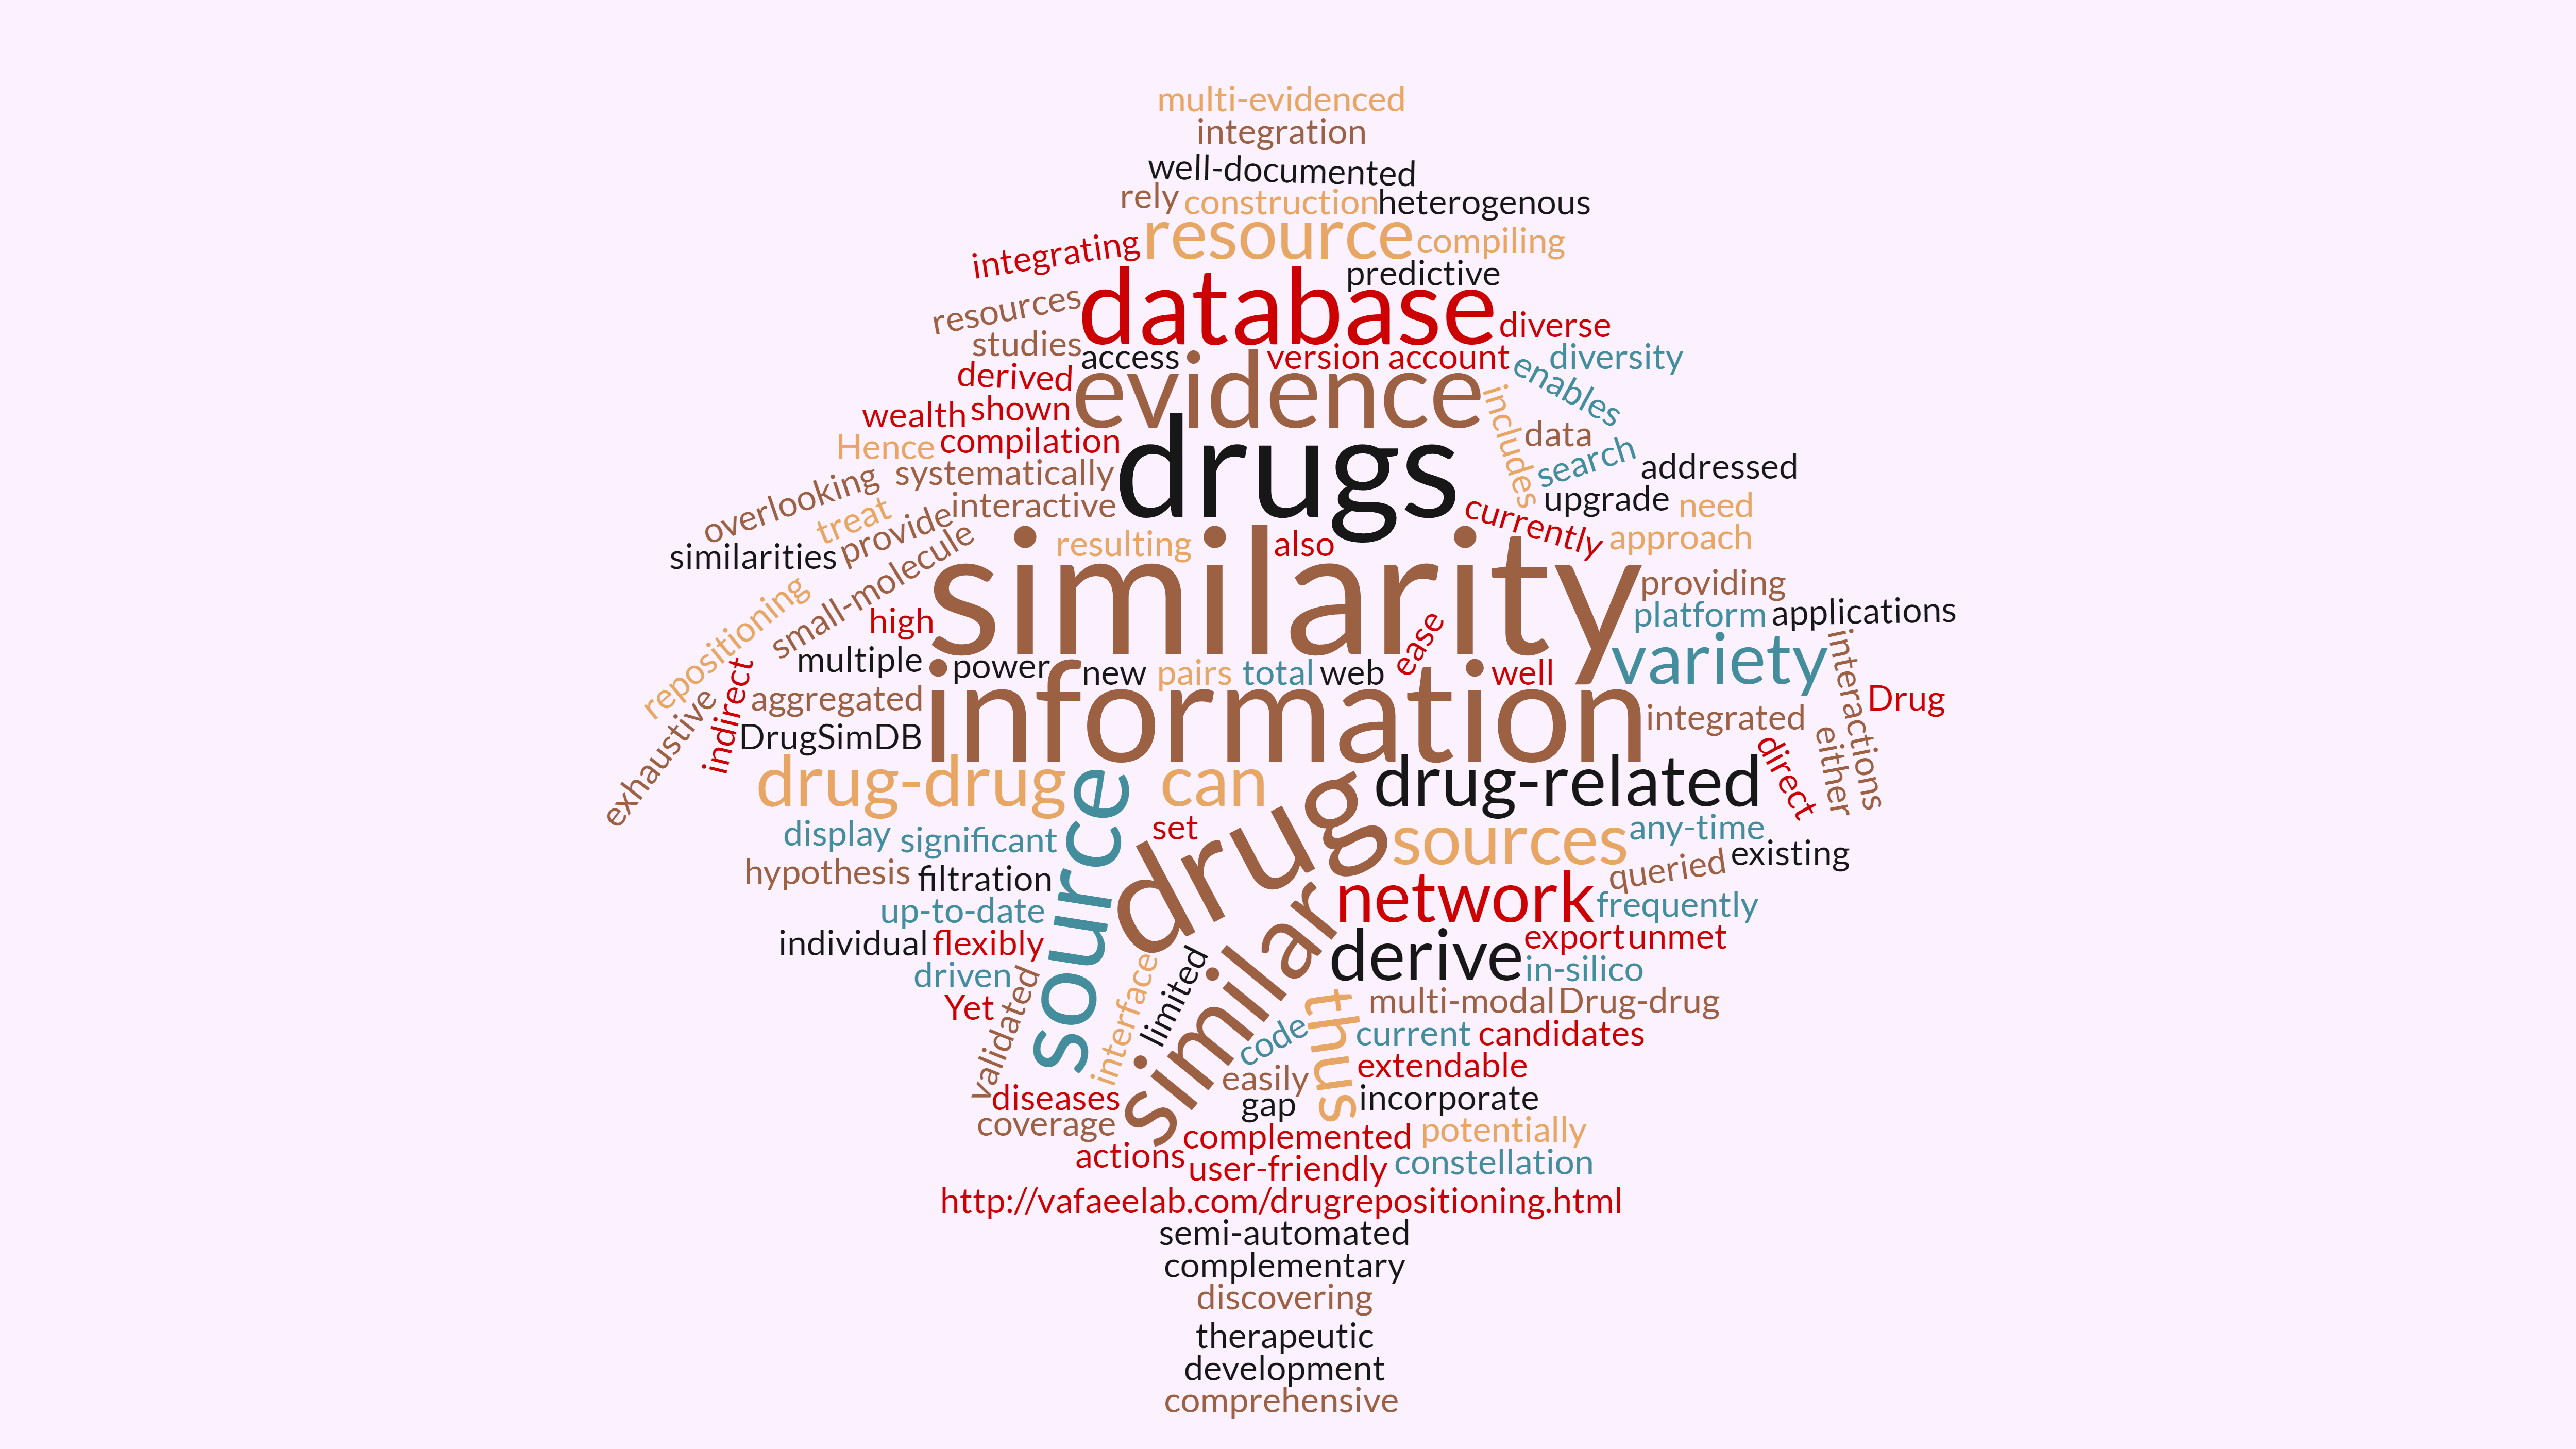 multi-evidenced
integration
well-documented
rely construction heterogenous
integrating resource compiling
predictive
resources database diverse
studies access version account diversity
derived evidence enables
wealth shown includes data
Hence compilation drugs search addressed
systematically upgrade need
overlooking treat provide interactive currently approach
similarities small-molecule resulting also
similarity providing
repositioning high ease platform applications
multiple power new pairs total web well variety interactions
exhaustive indirect aggregated information integrated Drug
DrugSimDB direct either
drug-drug source can drug drug-related
display significant set sources any-time
hypothesis filtration queried existing
up-to-date similar network frequently
individual flexibly derive export unmet
driven validated interface limited in-silico
Yet thus multi-modal Drug-drug
code current candidates
easily extendable
diseases gap incorporate
coverage complemented potentially
actions user-friendly constellation
http://vafaeelab.com/drugrepositioning.html
semi-automated
complementary
discovering
therapeutic
development
comprehensive